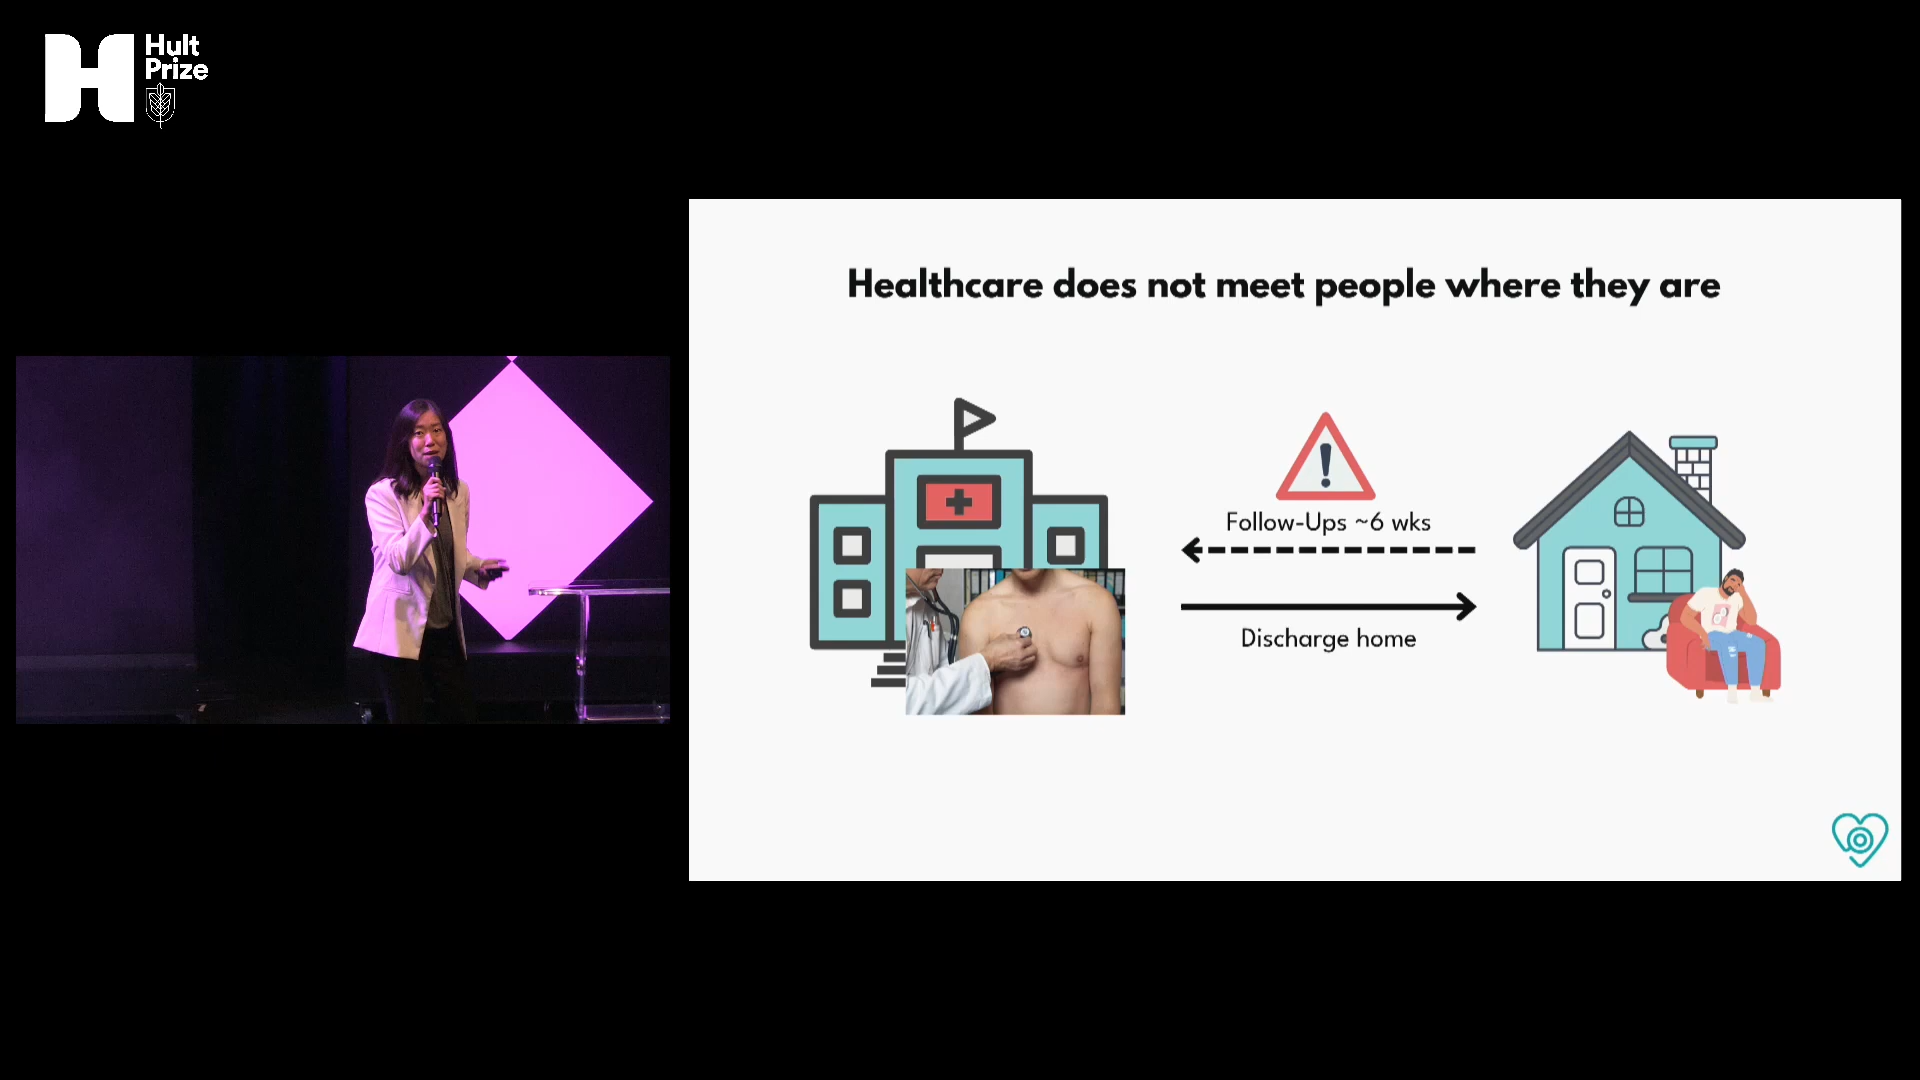 Hult
Prize
Healthcare does not meet people where they are
Follow-Ups ~6 wks
Discharge home